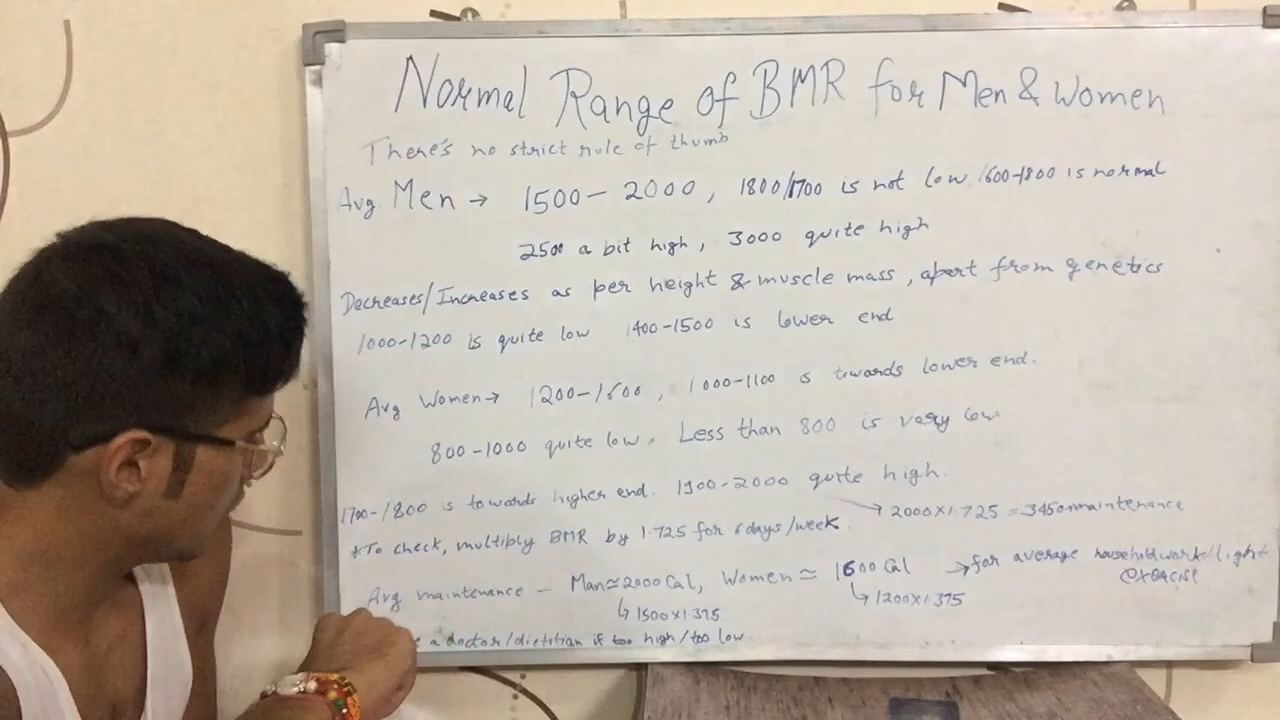 Normal Range of BMR for Men & Women
There's no strict rule of thumb
Avg. Men → 1500-2000, 1800/1700 is not low, 1600-1800 is normal
2500 a bit high, 3000 quite high
Decreases/Increases as per height & muscle mass, apart from genetics
1000-1200 is quite low 1400-1500 is lower end
Avg Women → 1200-1600, 1000-1100 is towards lower end.
800-1000 quite low. Less than 800 is very low
1700-1800 is towards higher end. 1900-2000 quite high.
→ 2000×1.725 = 3450 maintenance
*To check, multiply BMR by 1.725 for 6days/week.
Avg maintenance - Man≃2000Cal, Women ≃ 1600 Cal → for average household work/light exercise
↳ 1500×1.375
↳ 1200×1.375
a doctor/dietitian if too high/too low